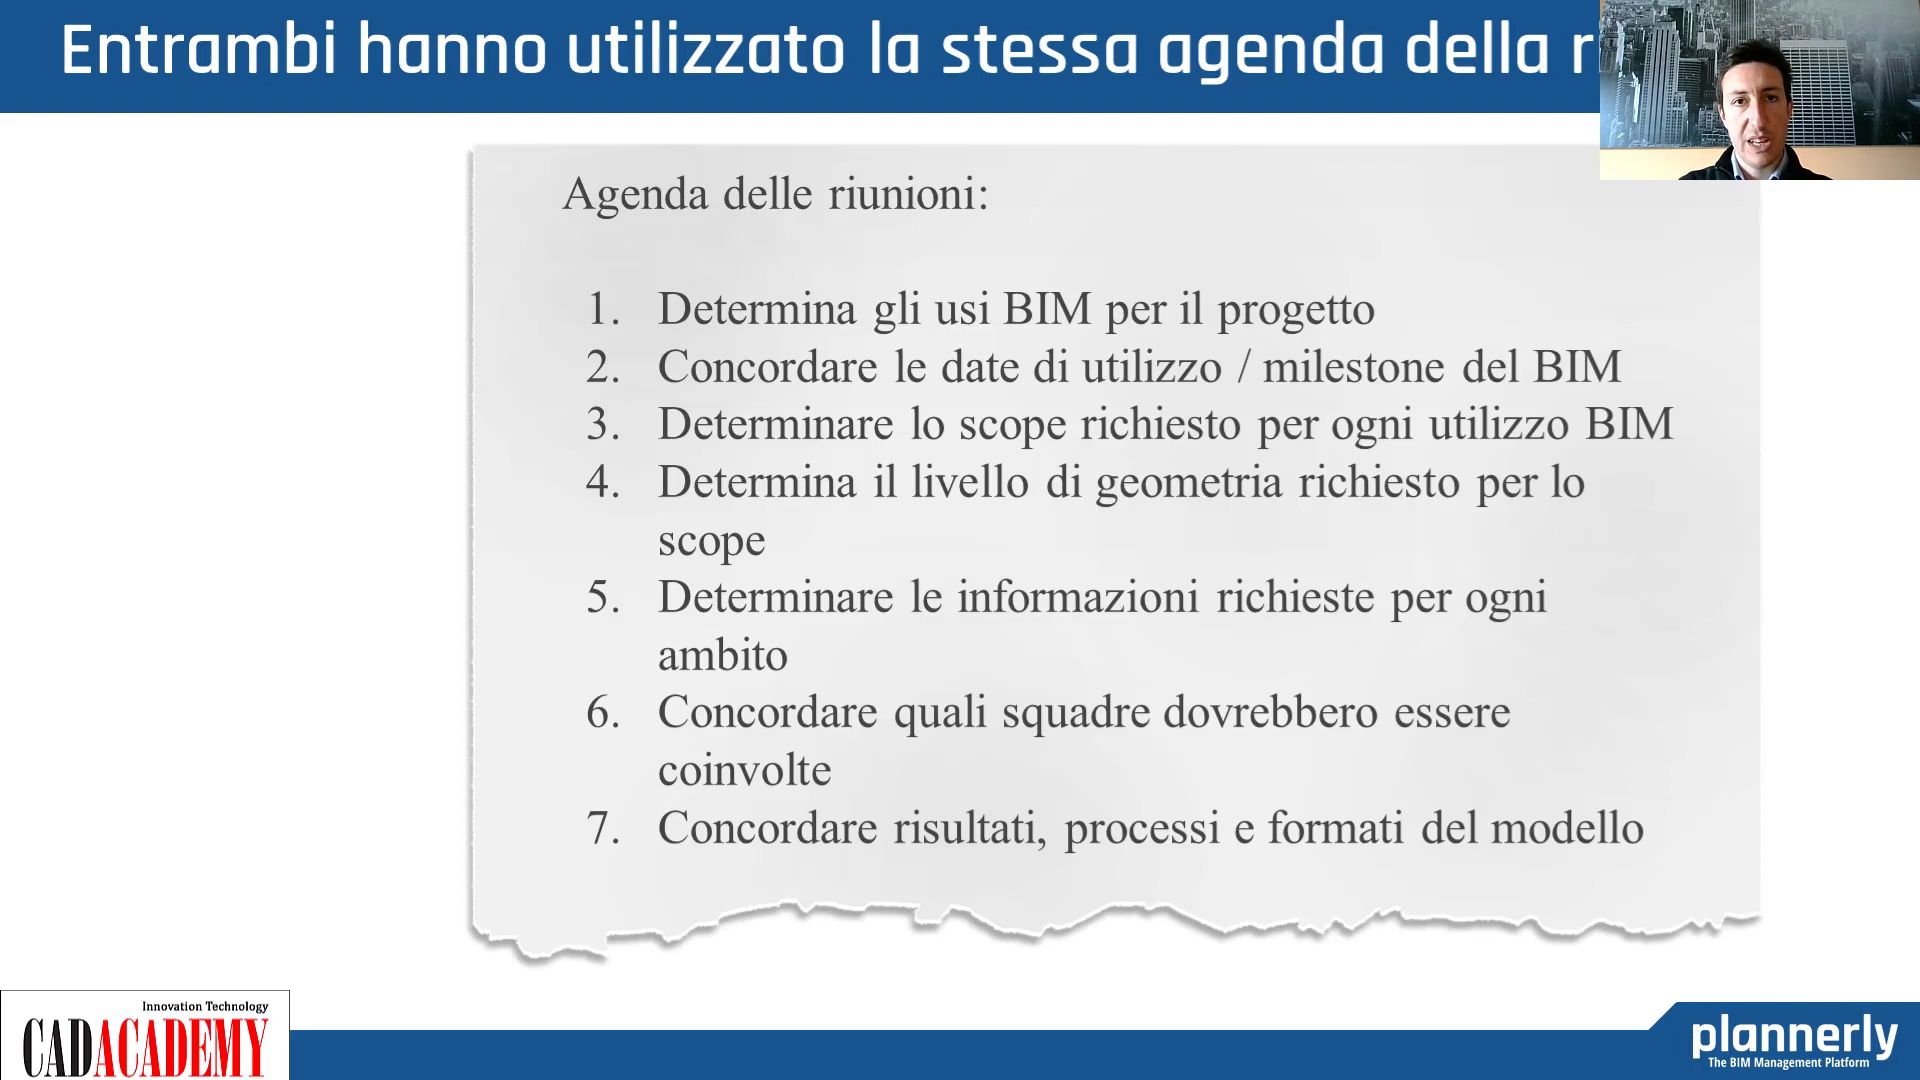 Entrambi hanno utilizzato la stessa agenda della r
Agenda delle riunioni:
1. Determina gli usi BIM per il progetto
2. Concordare le date di utilizzo / milestone del BIM
3. Determinare lo scope richiesto per ogni utilizzo BIM
4. Determina il livello di geometria richiesto per lo
scope
5. Determinare le informazioni richieste per ogni
ambito
6. Concordare quali squadre dovrebbero essere
coinvolte
7. Concordare risultati, processi e formati del modello
Innovation Technology
CADACADEMY
plannerly
The BIM Management Platform